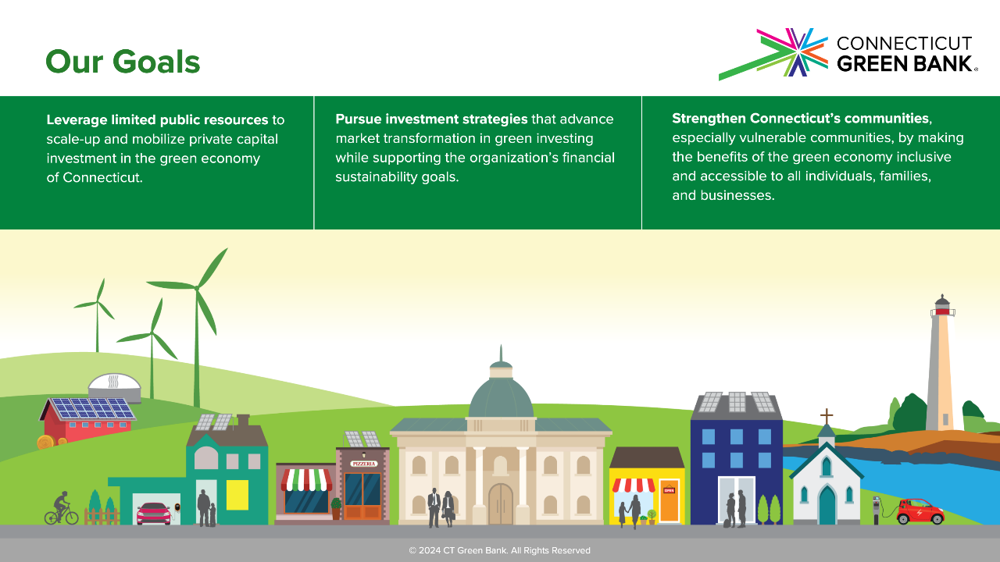 Our Goals
CONNECTICUT
GREEN BANK®
Leverage limited public resources to
scale-up and mobilize private capital
investment in the green economy
of Connecticut.
Pursue investment strategies that advance
market transformation in green investing
while supporting the organization’s financial
sustainability goals.
Strengthen Connecticut’s communities,
especially vulnerable communities, by making
the benefits of the green economy inclusive
and accessible to all individuals, families,
and businesses.
PIZZERIA
OPEN
© 2024 CT Green Bank. All Rights Reserved